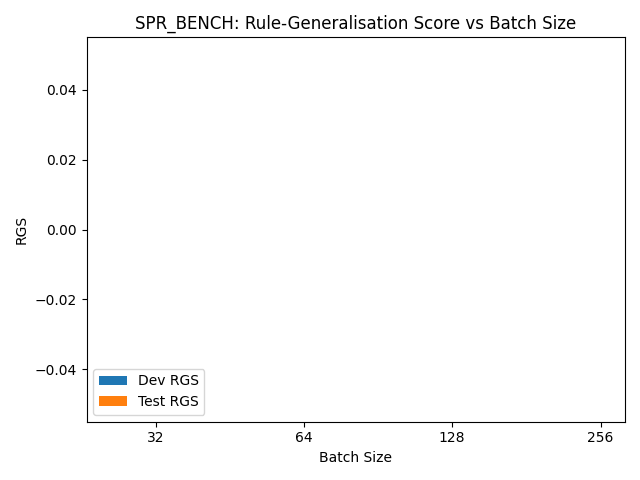 SPR_BENCH: Rule-Generalisation Score vs Batch Size
0.04
0.02
0.00
−0.02
−0.04
RGS
Dev RGS
Test RGS
32 64 128 256
Batch Size